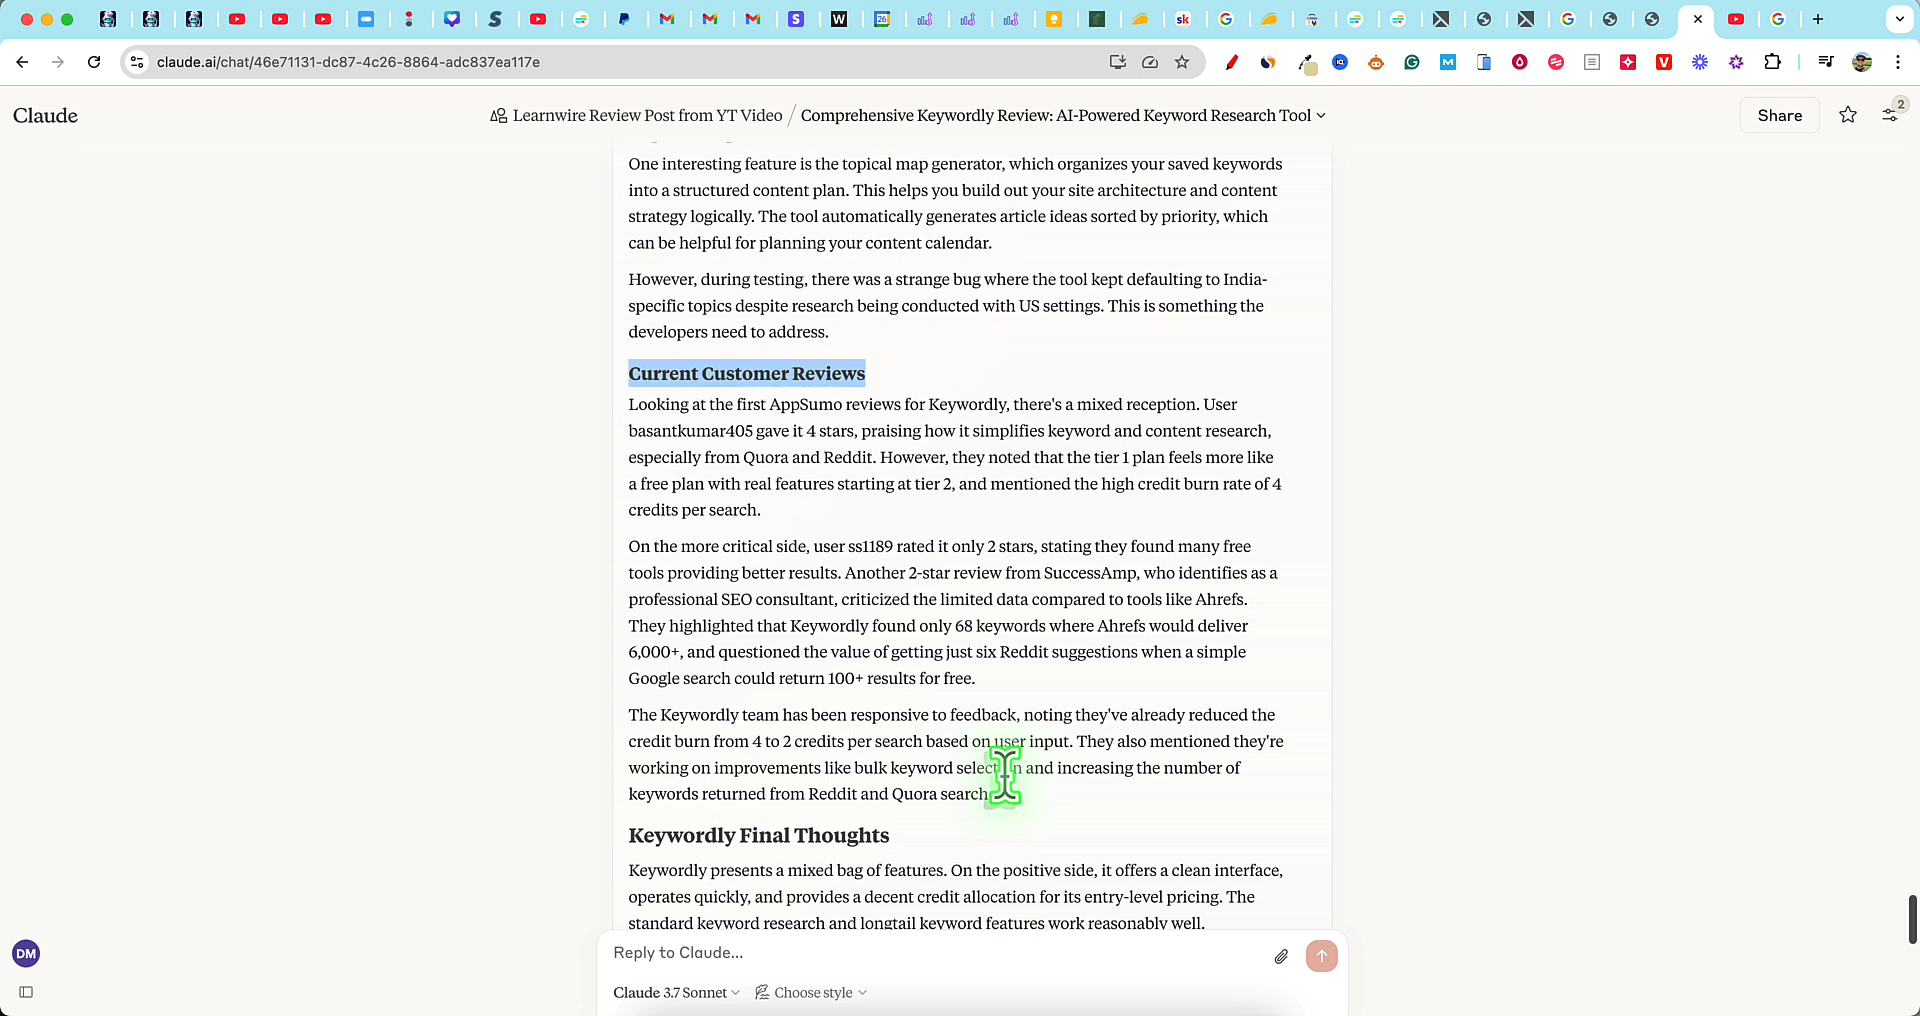 26
sk
W
S
claude.ai/chat/46e71131-dc87-4c26-8864-adc837ea117e
Claude
Learnwire Review Post from YT Video / Comprehensive Keywordly Review: AI-Powered Keyword Research Tool
Share
2
One interesting feature is the topical map generator, which organizes your saved keywords
into a structured content plan. This helps you build out your site architecture and content
strategy logically. The tool automatically generates article ideas sorted by priority, which
can be helpful for planning your content calendar.
However, during testing, there was a strange bug where the tool kept defaulting to India-
specific topics despite research being conducted with US settings. This is something the
developers need to address.
Current Customer Reviews
Looking at the first AppSumo reviews for Keywordly, there's a mixed reception. User
basantkumar405 gave it 4 stars, praising how it simplifies keyword and content research,
especially from Quora and Reddit. However, they noted that the tier 1 plan feels more like
a free plan with real features starting at tier 2, and mentioned the high credit burn rate of 4
credits per search.
On the more critical side, user ss1189 rated it only 2 stars, stating they found many free
tools providing better results. Another 2-star review from SuccessAmp, who identifies as a
professional SEO consultant, criticized the limited data compared to tools like Ahrefs.
They highlighted that Keywordly found only 68 keywords where Ahrefs would deliver
6,000+, and questioned the value of getting just six Reddit suggestions when a simple
Google search could return 100+ results for free.
The Keywordly team has been responsive to feedback, noting they've already reduced the
credit burn from 4 to 2 credits per search based on user input. They also mentioned they're
working on improvements like bulk keyword selection and increasing the number of
keywords returned from Reddit and Quora search
Keywordly Final Thoughts
Keywordly presents a mixed bag of features. On the positive side, it offers a clean interface,
operates quickly, and provides a decent credit allocation for its entry-level pricing. The
standard keyword research and longtail keyword features work reasonably well.
DM
Reply to Claude...
Claude 3.7 Sonnet
Choose style